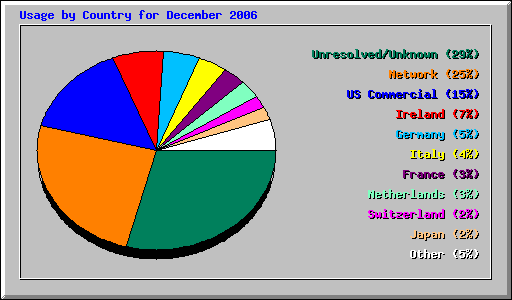 Usage by Country for December 2006
Unresolved/Unknown (29%)
Network (25%)
US Commercial (15%)
Ireland (7%)
Germany (5%)
Italy (4%)
France (3%)
Netherlands (3%)
Switzerland (2%)
Japan (2%)
Other (5%)